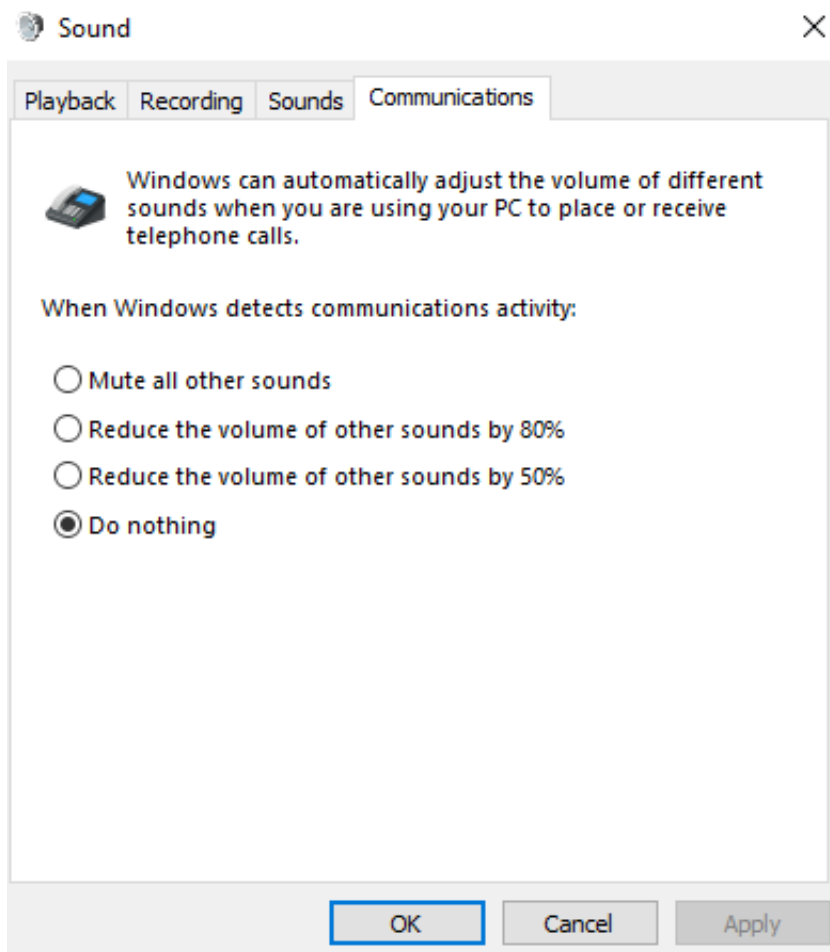 Sound
Playback
Recording
Sounds
Communications
Windows can automatically adjust the volume of different
sounds when you are using your PC to place or receive
telephone calls.
When Windows detects communications activity:
Mute all other sounds
Reduce the volume of other sounds by 80%
Reduce the volume of other sounds by 50%
Do nothing
OK
Cancel
Apply